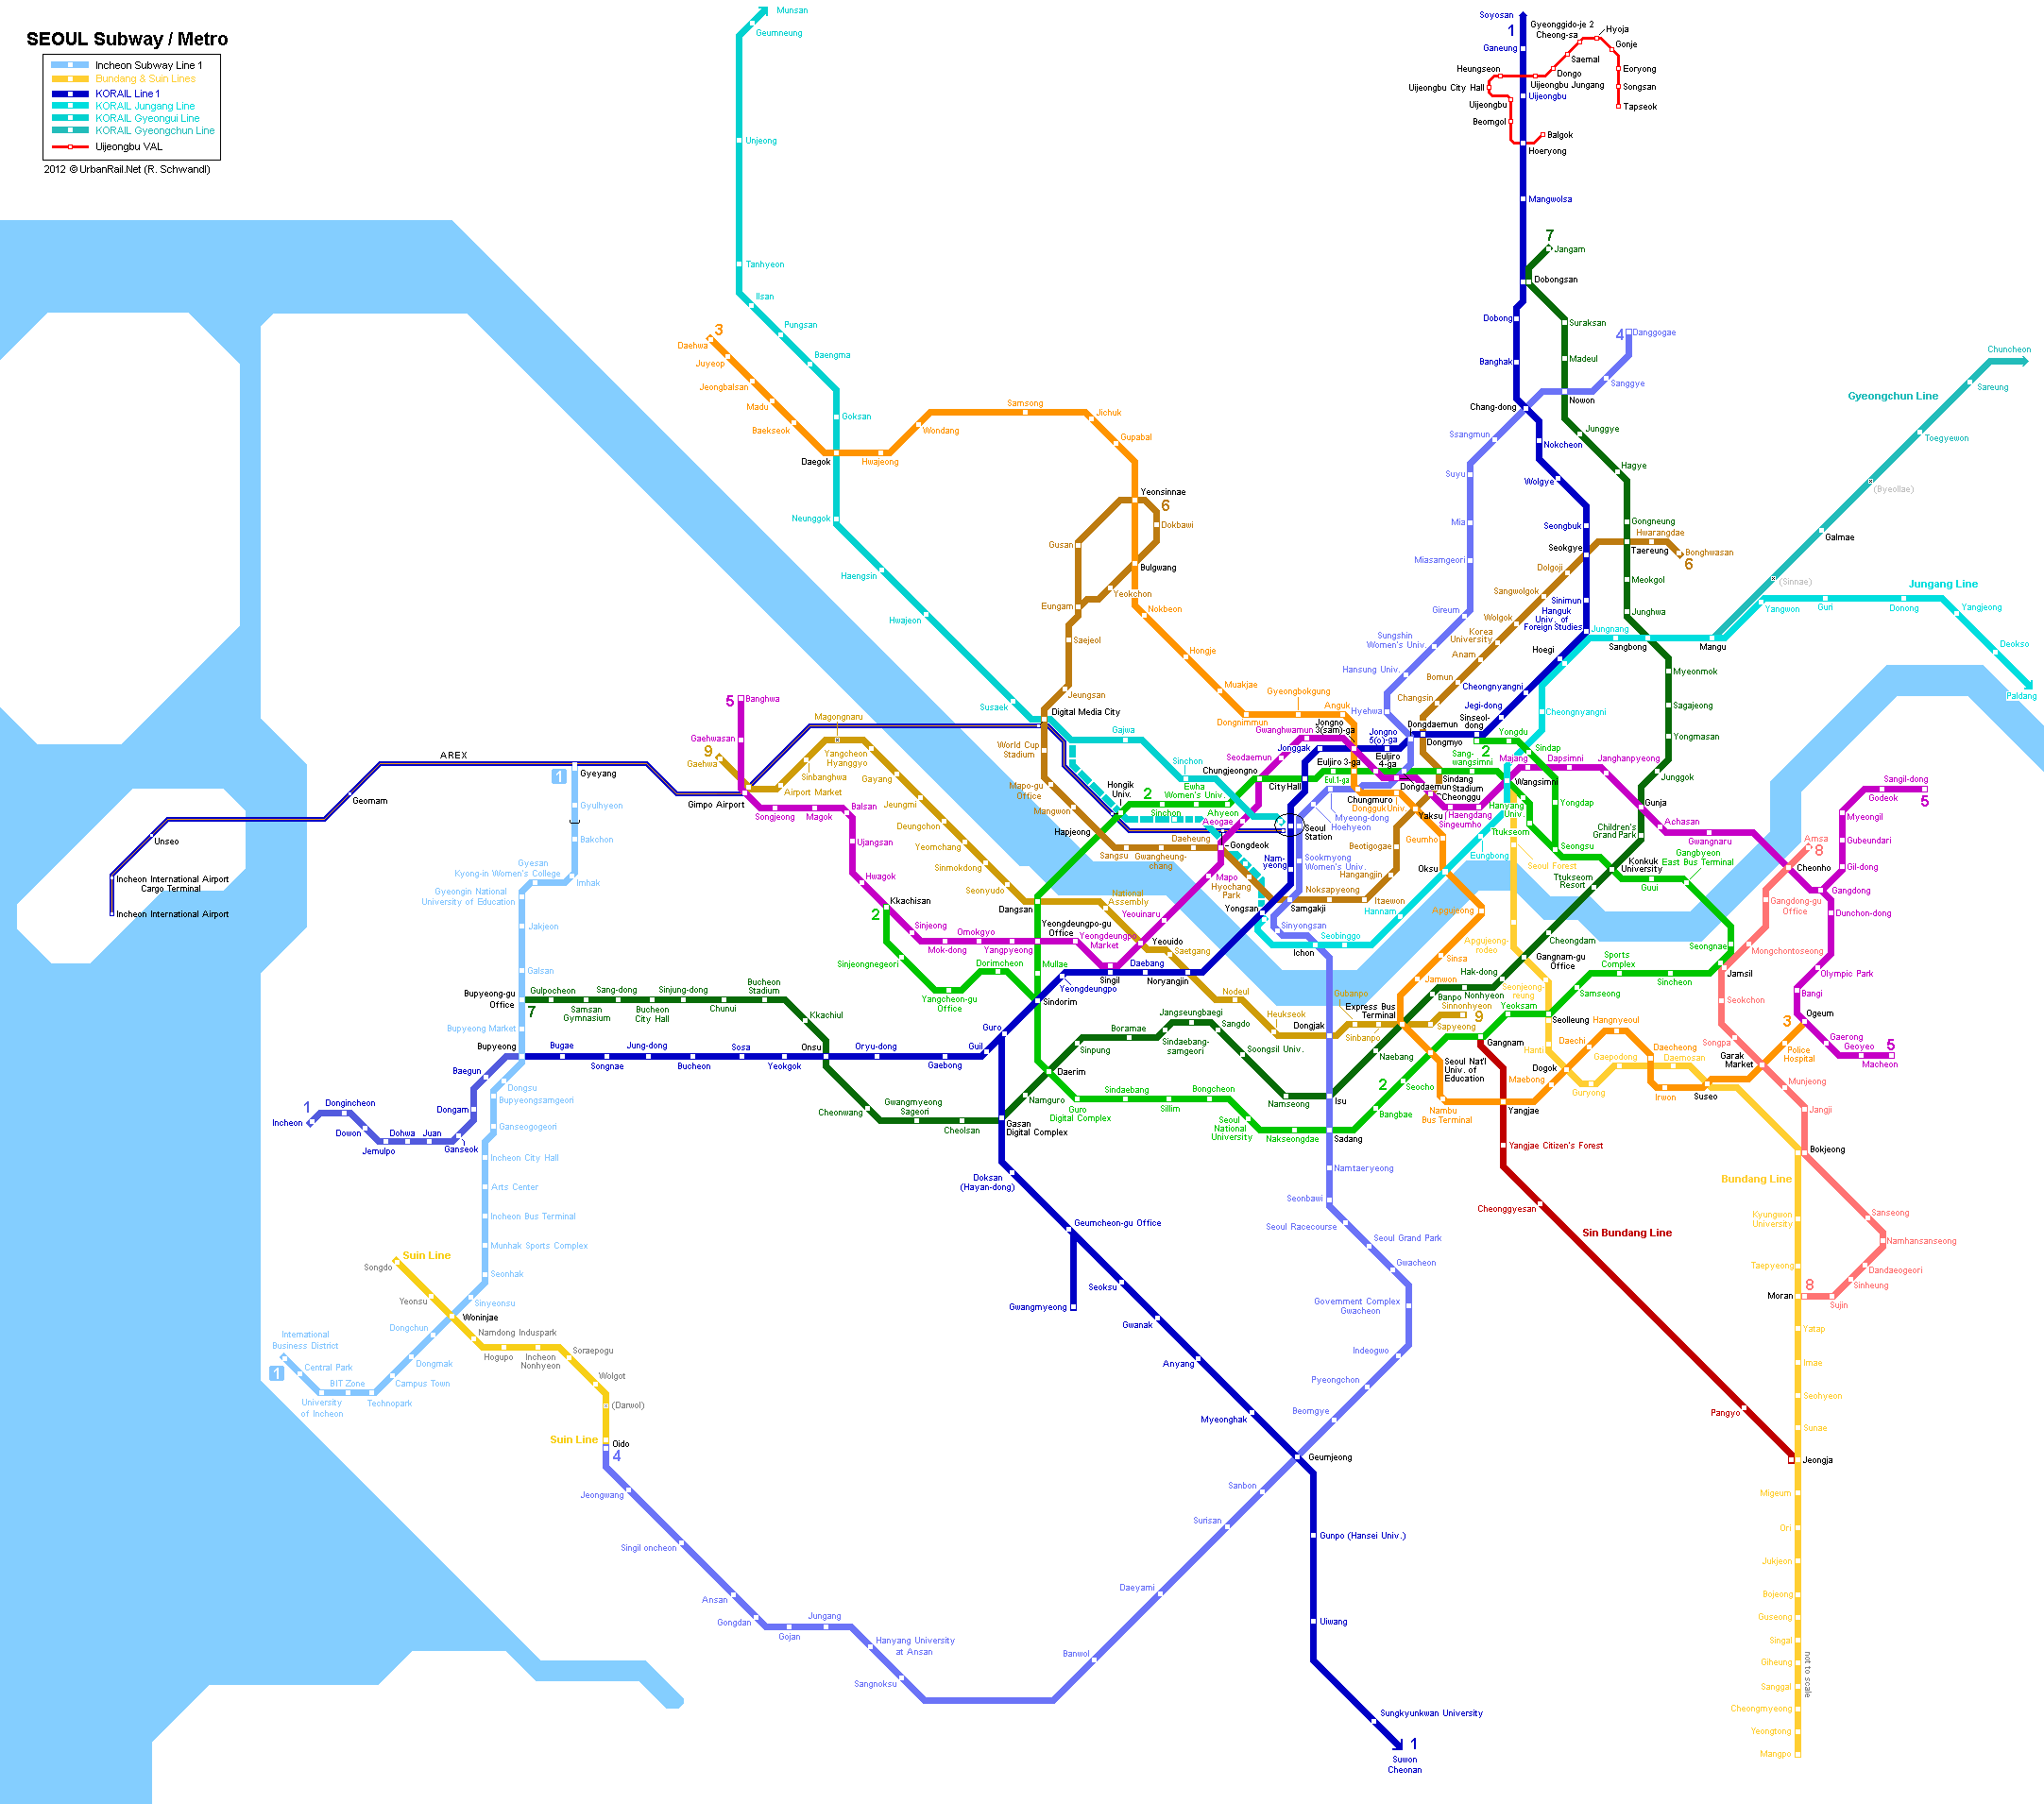 SEOUL Subway / Metro
Incheon Subway Line 1
Bundang & Suin Lines
KORAIL Line 1
KORAIL Jungang Line
KORAIL Gyeongui Line
KORAIL Gyeongchun Line
Uijeongbu VAL
2012 © UrbanRail.Net (R. Schwandl)
Munsan
Geumneung
Unjeong
Tanhyeon
Ilsan
Pungsan
Baengma
Goksan
Daegok
Neunggok
Haengsin
Hwajeon
Susaek
Digital Media City
Gajwa
Sinchon
3
Daehwa
Juyeop
Jeongbalsan
Madu
Baekseok
Hwajeong
Wondang
Samsong
Jichuk
Gupabal
Yeonsinnae
6
Dokbawi
Gusan
Bulgwang
Yeokchon
Eungam
Nokbeon
Saejeol
Hongje
Jeungsan
Muakjae
Dongnimmun
Gyeongbokgung
Anguk
Soyosan
1
Ganeung
Gyeonggido-je 2
Cheong-sa
Hyoja
Gonje
Saemal
Eoryong
Heungseon
Dongo
Songsan
Uijeongbu City Hall
Uijeongbu Jungang
Uijeongbu
Tapseok
Uijeongbu
Beomgol
Balgok
Hoeryong
Mangwolsa
7
Jangam
Dobongsan
Dobong
Suraksan
4
Danggogae
Banghak
Madeul
Sanggye
Chang-dong
Nowon
Ssangmun
Nokcheon
Junggye
Suyu
Wolgye
Hagye
Mia
Seongbuk
Gongneung
Hwarangdae
Miasamgeori
Seokgye
Taereung
Bonghwasan
6
Dolgoji
Meokgol
Sangwolgok
Gireum
Wolgok
Sinimun
Hanguk
Univ. of
Foreign Studies
Junghwa
Korea
University
Sungshin
Women's Univ.
Anam
Hoegi
Jungnang
Sangbong
Mangu
Hansung Univ.
Bomun
Cheongnyangni
Myeonmok
Changsin
Hyehwa
Jegi-dong
Cheongnyangni
Sagajeong
Sinseol-
dong
Yongmasan
Junggok
Chuncheon
Sareung
Gyeongchun Line
Toegyewon
(Byeollae)
Galmae
(Sinnae)
Jungang Line
Yangwon
Guri
Donong
Yangjeong
Deokso
Paldang
5
Banghwa
Gaehwasan
9
Gaehwa
Magongnaru
Yangcheon
Hyanggyo
Sinbanghwa
Airport Market
Gayang
AREX
1
Gyeyang
Gyulhyeon
Bakchon
Imhak
Gyesan
Kyong-in Women's College
Gyeongin National
University of Education
Jakjeon
Galsan
Geomam
Unseo
Incheon International Airport
Cargo Terminal
Incheon International Airport
Gimpo Airport
Songjeong
Magok
Balsan
Ujangsan
Hwagok
Kkachisan
2
Jeungmi
Deungchon
Yeomchang
Sinmokdong
Seonyudo
Dangsan
National
Assembly
World Cup
Stadium
Mapo-gu
Office
Mangwon
Hapjeong
Hongik
Univ.
2
Ewha
Women's Univ.
Sinchon
Ahyeon
Aeogae
Chungjeongno
Seodaemun
Gwanghwamun
Jongno
3(sam)-ga
Jonggak
Jongno
5(o)-ga
Dongdaemun
Dongmyo
2
Yongdu
Sang-
wangsimni
Sindap
Majang
Dapsimni
Janghanpyeong
City Hall
Euljiro 3-ga
Eul.1-ga
Euljiro
4-ga
Chungmuro
Dongdaemun
Sindang
Stadium
Cheonggu
Wangsimni
Dongguk Univ.
Yaksu
Haengdang
Singeumho
Hanyang
Univ.
Yongdap
Gunja
Achasan
Gwangnaru
Myeong-dong
Hoehyeon
Seoul
Station
Geumho
Ttukseom
Seongsu
Children's
Grand Park
Beotigogae
Eungbong
Seoul Forest
Konkuk
University
Gangbyeon
East Bus Terminal
Guui
Ttukseom
Resort
Daeheung
Sangsu
Gwangheung-
chang
Gongdeok
Mapo
Nam-
yeong
Sookmyong
Women's Univ.
Hyochang
Park
Yongsan
Noksapyeong
Samgakji
Itaewon
Hangangjin
Oksu
Hannam
Apgujeong
Sinyongsan
Seobinggo
Ichon
Apgujeong-
rodeo
Cheongdam
Gangnam-gu
Office
Sinsa
Hak-dong
Seonjeong-
reung
Jamwon
Nonhyeon
Banpo
Yeoksam
Samseong
Sports
Complex
Sincheon
Seongnae
Jamsil
Amsa
8
Cheonho
Gangdong-gu
Office
Mongchontoseong
Sangil-dong
5
Godeok
Myeongil
Gubeundari
Gil-dong
Gangdong
Dunchon-dong
Olympic Park
Bangi
Ogeum
Gaerong
Geoyeo
5
Macheon
3
Police
Hospital
Seokchon
Songpa
Garak
Market
Munjeong
Jangji
Bokjeong
Sinjeong
Mok-dong
Omokgyo
Yangpyeong
Yeongdeungpo-gu
Office
Yeongdeungpo
Market
Yeouinaru
Yeouido
Saetgang
Sinjeongnegeori
Yangcheon-gu
Office
Dorimcheon
Mullae
Sindorim
Yeongdeungpo
Singil
Daebang
Noryangjin
Nodeul
Heukseok
Dongjak
Gubanpo
Sinbanpo
Express Bus
Terminal
Sapyeong
Sinnonhyeon
9
Gangnam
Seolleung
Hanti
Hangnyeoul
Daechi
Dogok
Gaepodong
Daecheong
Daemosan
Maebong
Guryong
Irwon
Suseo
Bupyeong-gu
Office
7
Gulpocheon
Samsan
Gymnasium
Sang-dong
Bucheon
City Hall
Sinjung-dong
Chunui
Bucheon
Stadium
Kkachiul
Bupyeong Market
Bupyeong
Bugae
Songnae
Jung-dong
Bucheon
Sosa
Yeokgok
Onsu
Oryu-dong
Gaebong
Guil
Guro
Cheonwang
Gwangmyeong
Sageori
Cheolsan
Gasan
Digital Complex
Namguro
Daerim
Sinpung
Boramae
Sindaebang-
samgeori
Jangseungbaegi
Sangdo
Soongsil Univ.
Namseong
Isu
Naebang
Guro
Digital Complex
Sindaebang
Sillim
Bongcheon
Seoul
National
University
Nakseongdae
Sadang
Bangbae
2
Seocho
Seoul Nat'l
Univ. of
Education
Nambu
Bus Terminal
Yangjae
Baegun
Dongsu
Bupyeongsamgeori
Dongam
Ganseogogeori
1
Incheon
Dongincheon
Dowon
Jemulpo
Dohwa
Juan
Ganseok
Incheon City Hall
Arts Center
Incheon Bus Terminal
Munhak Sports Complex
Seonhak
Sinyeonsu
Suin Line
Songdo
Yeonsu
Woninjae
Dongchun
Dongmak
Campus Town
Technopark
BIT Zone
University
of Incheon
Central Park
International
Business District
1
Namdong Induspark
Hogupo
Incheon
Nonhyeon
Soraepogu
Wolgot
(Darwol)
Suin Line
Oido
4
Jeongwang
Singil oncheon
Ansan
Gongdan
Gojan
Jungang
Hanyang University
at Ansan
Sangnoksu
Banwol
Daeyami
Surisan
Sanbon
Geumjeong
Doksan
(Hayan-dong)
Geumcheon-gu Office
Gwangmyeong
Seoksu
Gwanak
Anyang
Myeonghak
Gunpo (Hansei Univ.)
Uiwang
Sungkyunkwan University
1
Suwon
Cheonan
Namtaeryeong
Seonbawi
Seoul Racecourse
Seoul Grand Park
Gwacheon
Government Complex
Gwacheon
Indeogwo
Pyeongchon
Beomgye
Yangjae Citizen's Forest
Cheonggyesan
Sin Bundang Line
Pangyo
Jeongja
Bundang Line
Kyungwon
University
Taepyeong
Moran
8
Sujin
Sinheung
Dandaeogeori
Namhansanseong
Sanseong
Yatap
Imae
Seohyeon
Sunae
Migeum
Ori
Jukjeon
Bojeong
Guseong
Singal
Giheung
Sanggal
Cheongmyeong
Yeongtong
Mangpo
not to scale